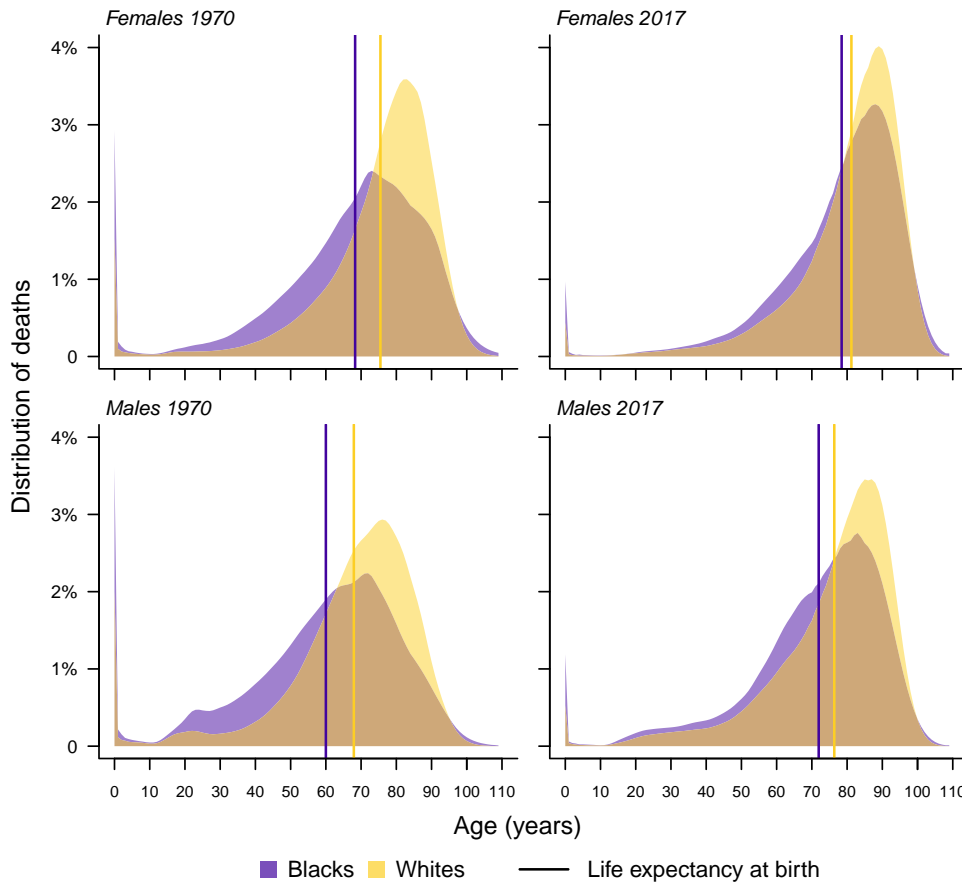 Females 1970
Females 2017
4%
3%
2%
1%
0
Males 1970
Males 2017
4%
3%
2%
1%
0
0 10 20 30 40 50 60 70 80 90 100 110
0 10 20 30 40 50 60 70 80 90 100 110
Distribution of deaths
Age (years)
Blacks Whites Life expectancy at birth